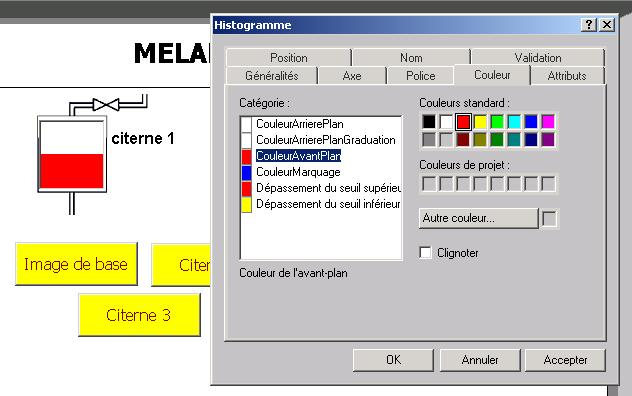 Histogramme
MELA
Position Nom Validation
Généralités Axe Police Couleur Attributs
Catégorie :
Couleurs standard :
CouleurArrierePlan
CouleurArrierePlanGraduation
CouleurAvantPlan
CouleurMarquage
Dépassement du seuil supérieu
Dépassement du seuil inférieur
Couleurs de projet :
Autre couleur...
Clignoter
Couleur de l'avant-plan
OK Annuler Accepter
citerne 1
Image de base
Citer
Citerne 3